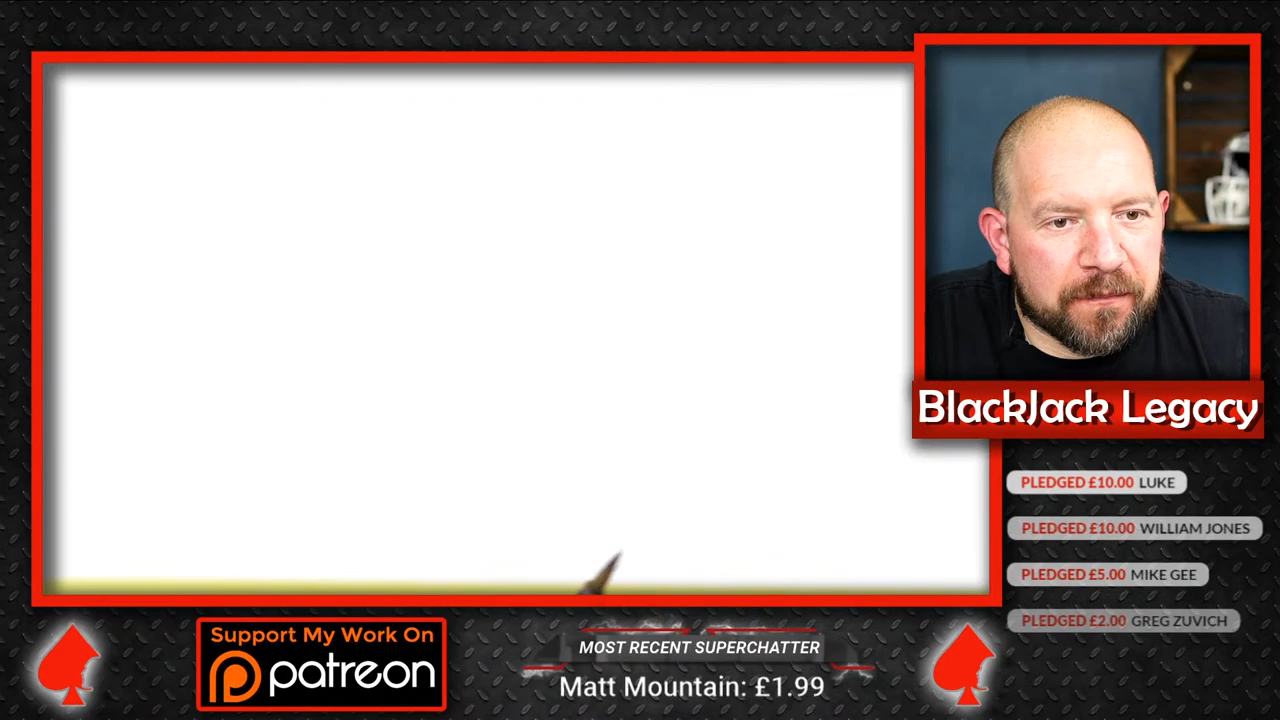 BlackJack Legacy
PLEDGED £10.00 LUKE
PLEDGED £10.00 WILLIAM JONES
PLEDGED £5.00 MIKE GEE
PLEDGED £2.00 GREG ZUVICH
Support My Work On
patreon
MOST RECENT SUPERCHATTER
Matt Mountain: £1.99